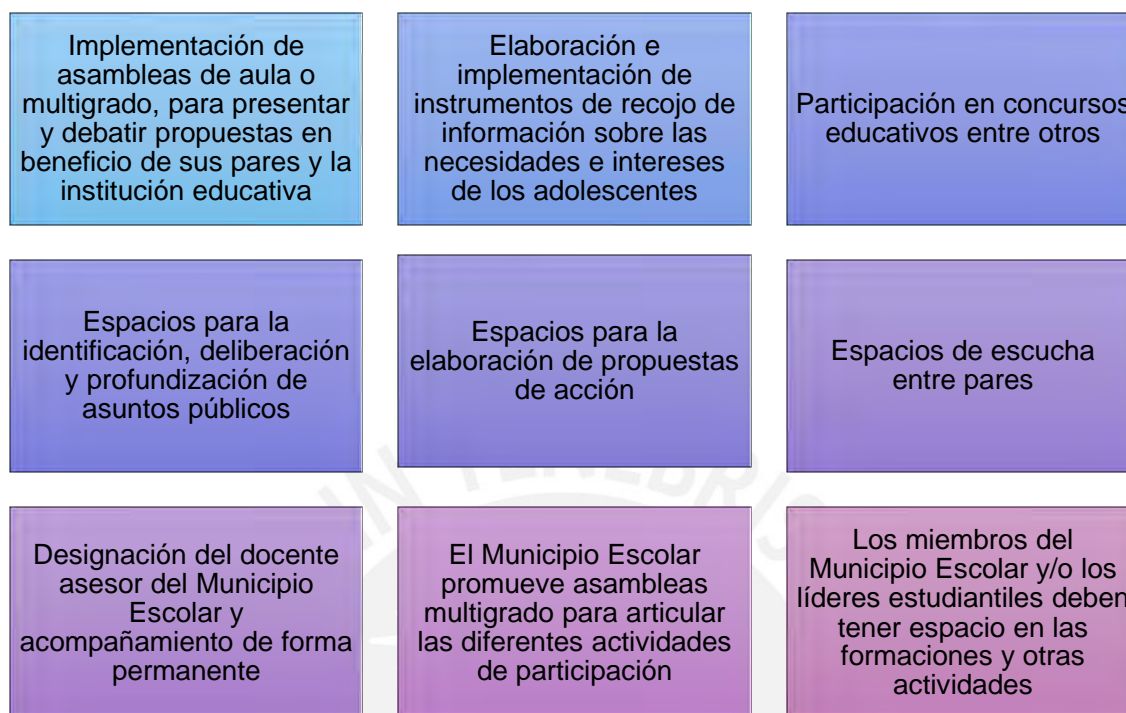 Implementación de
asambleas de aula o
multigrado, para presentar
y debatir propuestas en
beneficio de sus pares y la
institución educativa
Elaboración e
implementación de
instrumentos de recojo de
información sobre las
necesidades e intereses
de los adolescentes
Participación en concursos
educativos entre otros
Espacios para la
identificación, deliberación
y profundización de
asuntos públicos
Espacios para la
elaboración de propuestas
de acción
Espacios de escucha
entre pares
IN TENEBRIS
Designación del docente
asesor del Municipio
Escolar y
acompañamiento de forma
permanente
El Municipio Escolar
promueve asambleas
multigrado para articular
las diferentes actividades
de participación
Los miembros del
Municipio Escolar y/o los
líderes estudiantiles deben
tener espacio en las
formaciones y otras
actividades